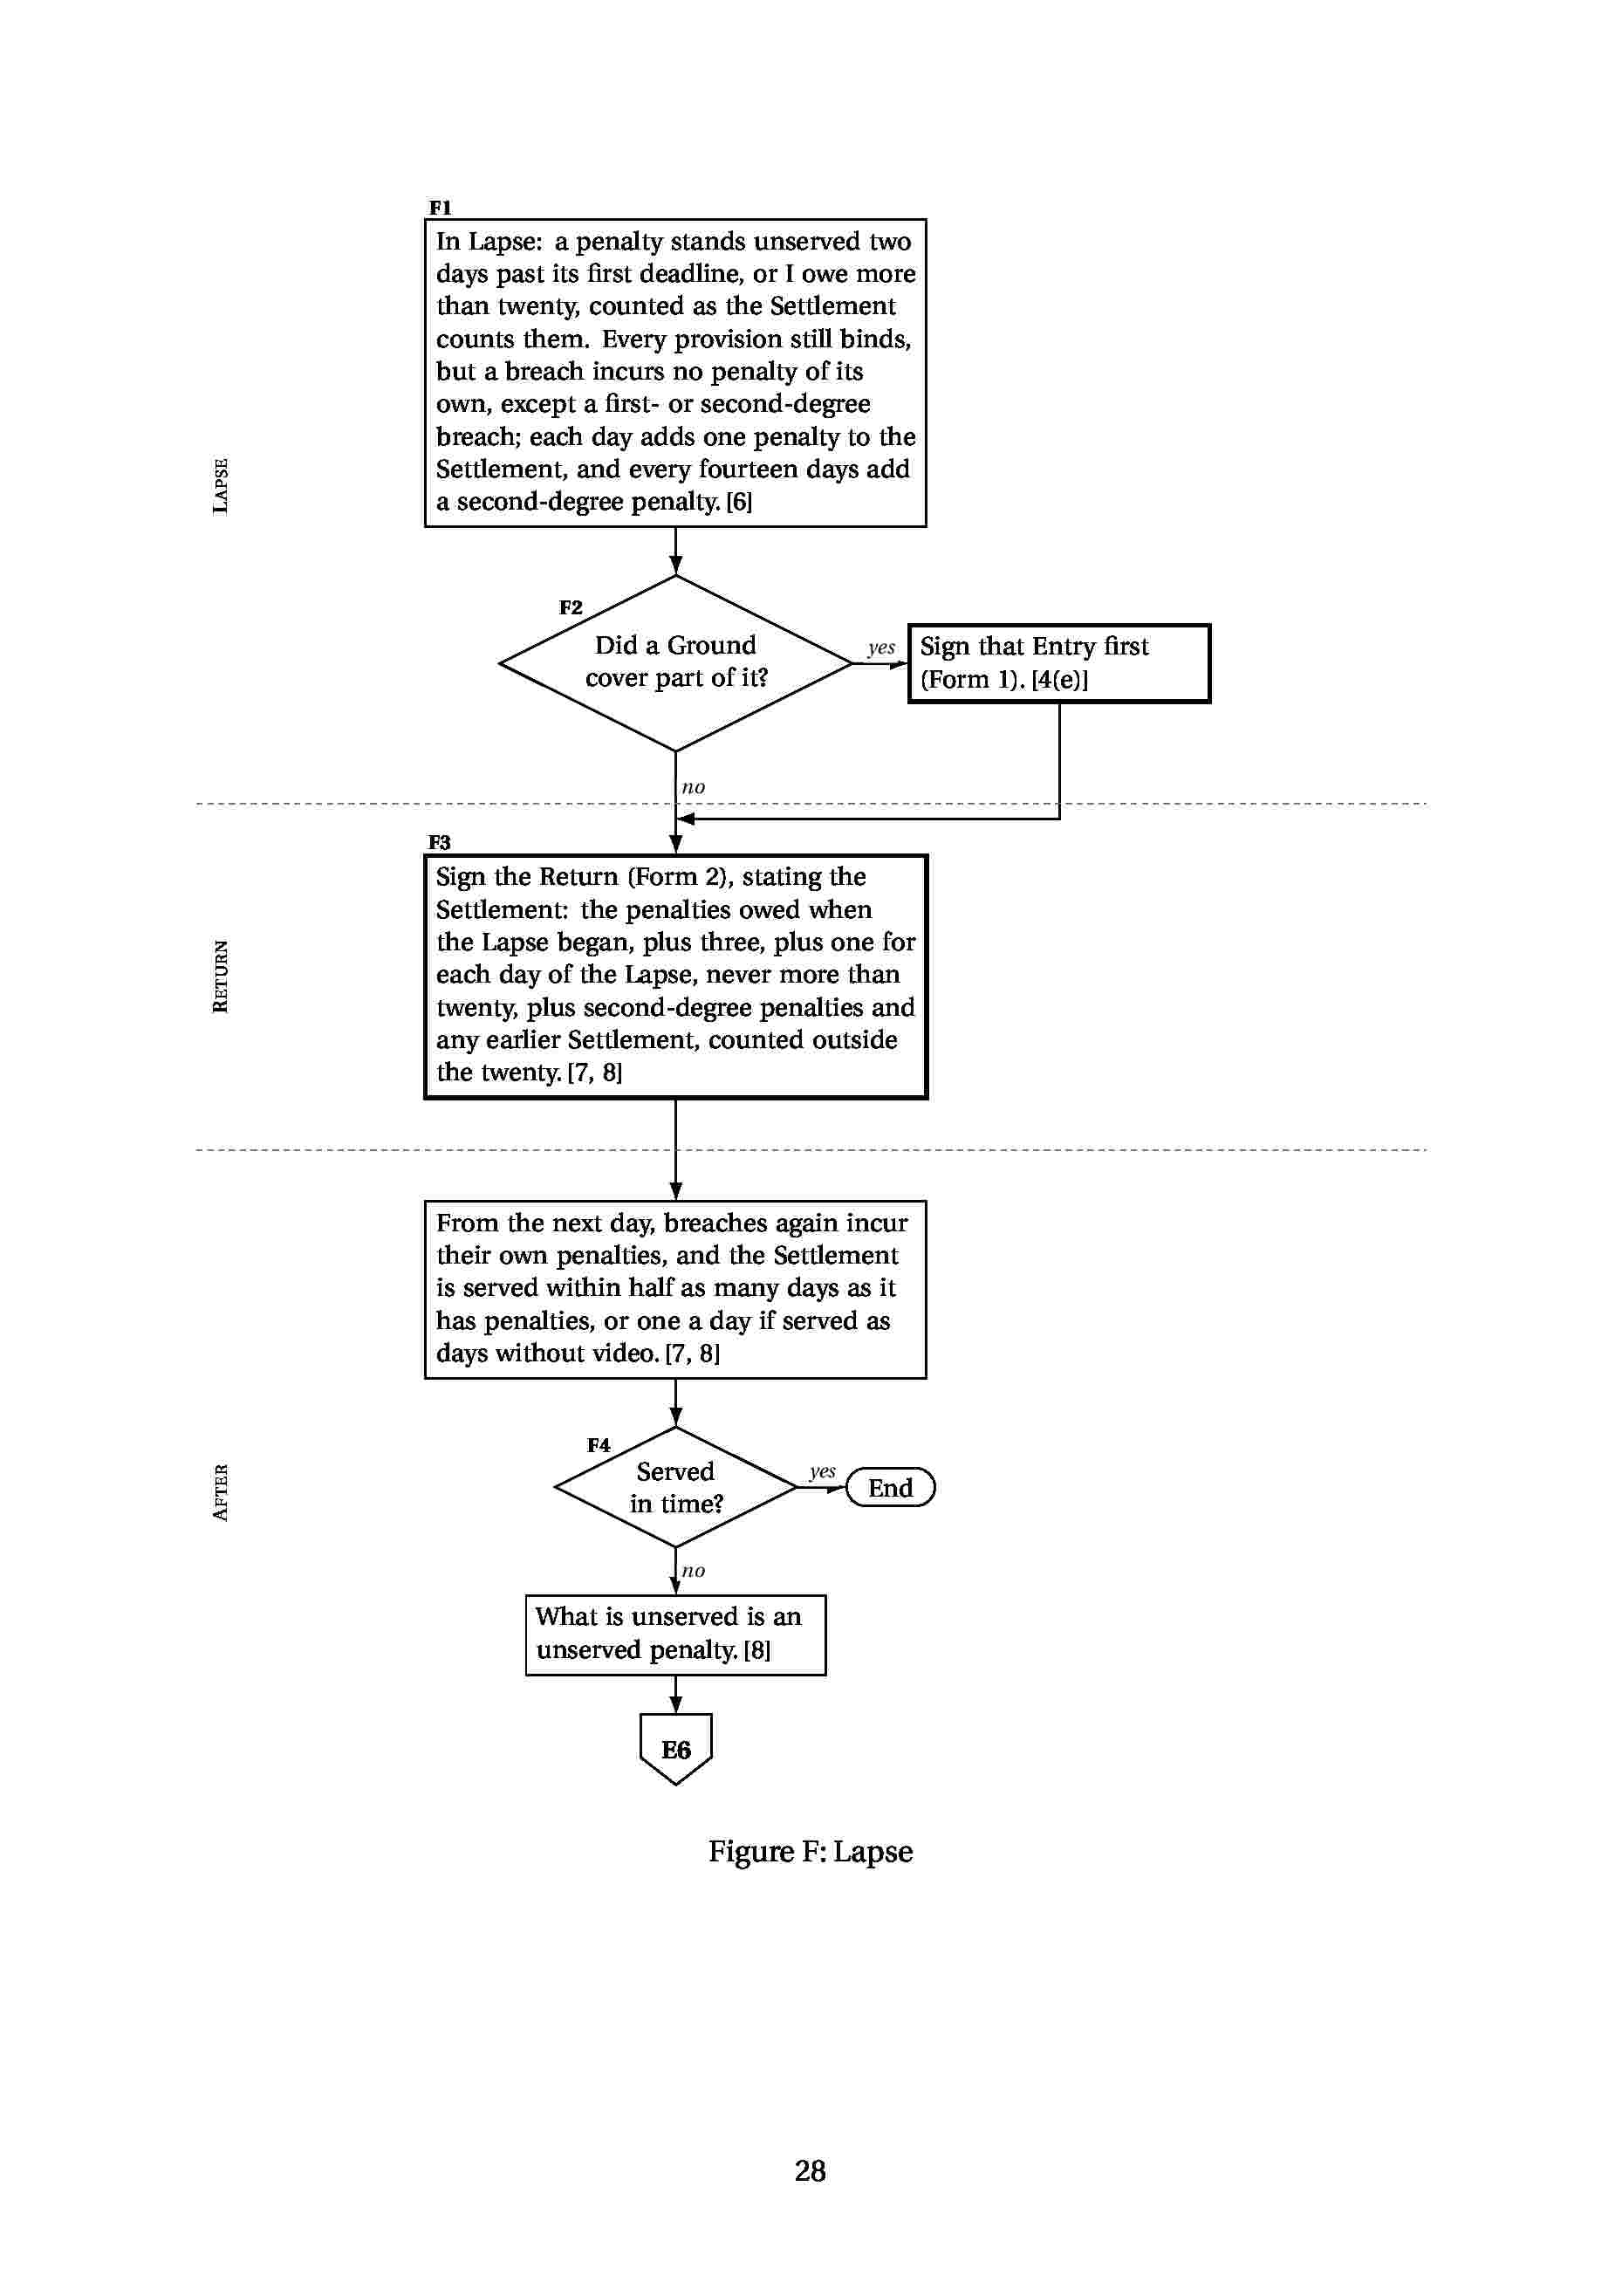 F1
In Lapse: a penalty stands unserved two
days past its first deadline, or I owe more
than twenty, counted as the Settlement
counts them. Every provision still binds,
but a breach incurs no penalty of its
own, except a first- or second-degree
breach; each day adds one penalty to the
Settlement, and every fourteen days add
a second-degree penalty. [6]
LAPSE
F2
Did a Ground
cover part of it?
yes
Sign that Entry first
(Form 1). [4(e)]
no
F3
Sign the Return (Form 2), stating the
Settlement: the penalties owed when
the Lapse began, plus three, plus one for
each day of the Lapse, never more than
twenty, plus second-degree penalties and
any earlier Settlement, counted outside
the twenty. [7, 8]
RETURN
From the next day, breaches again incur
their own penalties, and the Settlement
is served within half as many days as it
has penalties, or one a day if served as
days without video. [7, 8]
F4
Served
in time?
yes
End
AFTER
no
What is unserved is an
unserved penalty. [8]
E6
Figure F: Lapse
28